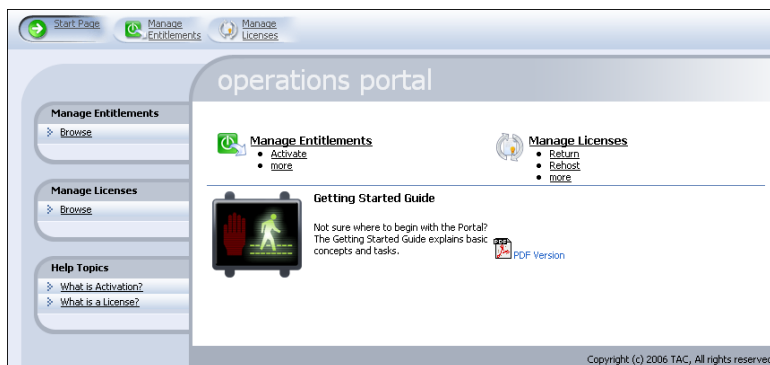 Start Page
Manage
Entitlements
Manage
Licenses
operations portal
Manage Entitlements
Browse
Manage Licenses
Browse
Help Topics
What is Activation?
What is a License?
Manage Entitlements
Activate
more
Manage Licenses
Return
Rehost
more
Getting Started Guide
Not sure where to begin with the Portal?
The Getting Started Guide explains basic
concepts and tasks.
PDF
PDF Version
Copyright (c) 2006 TAC, All rights reserved